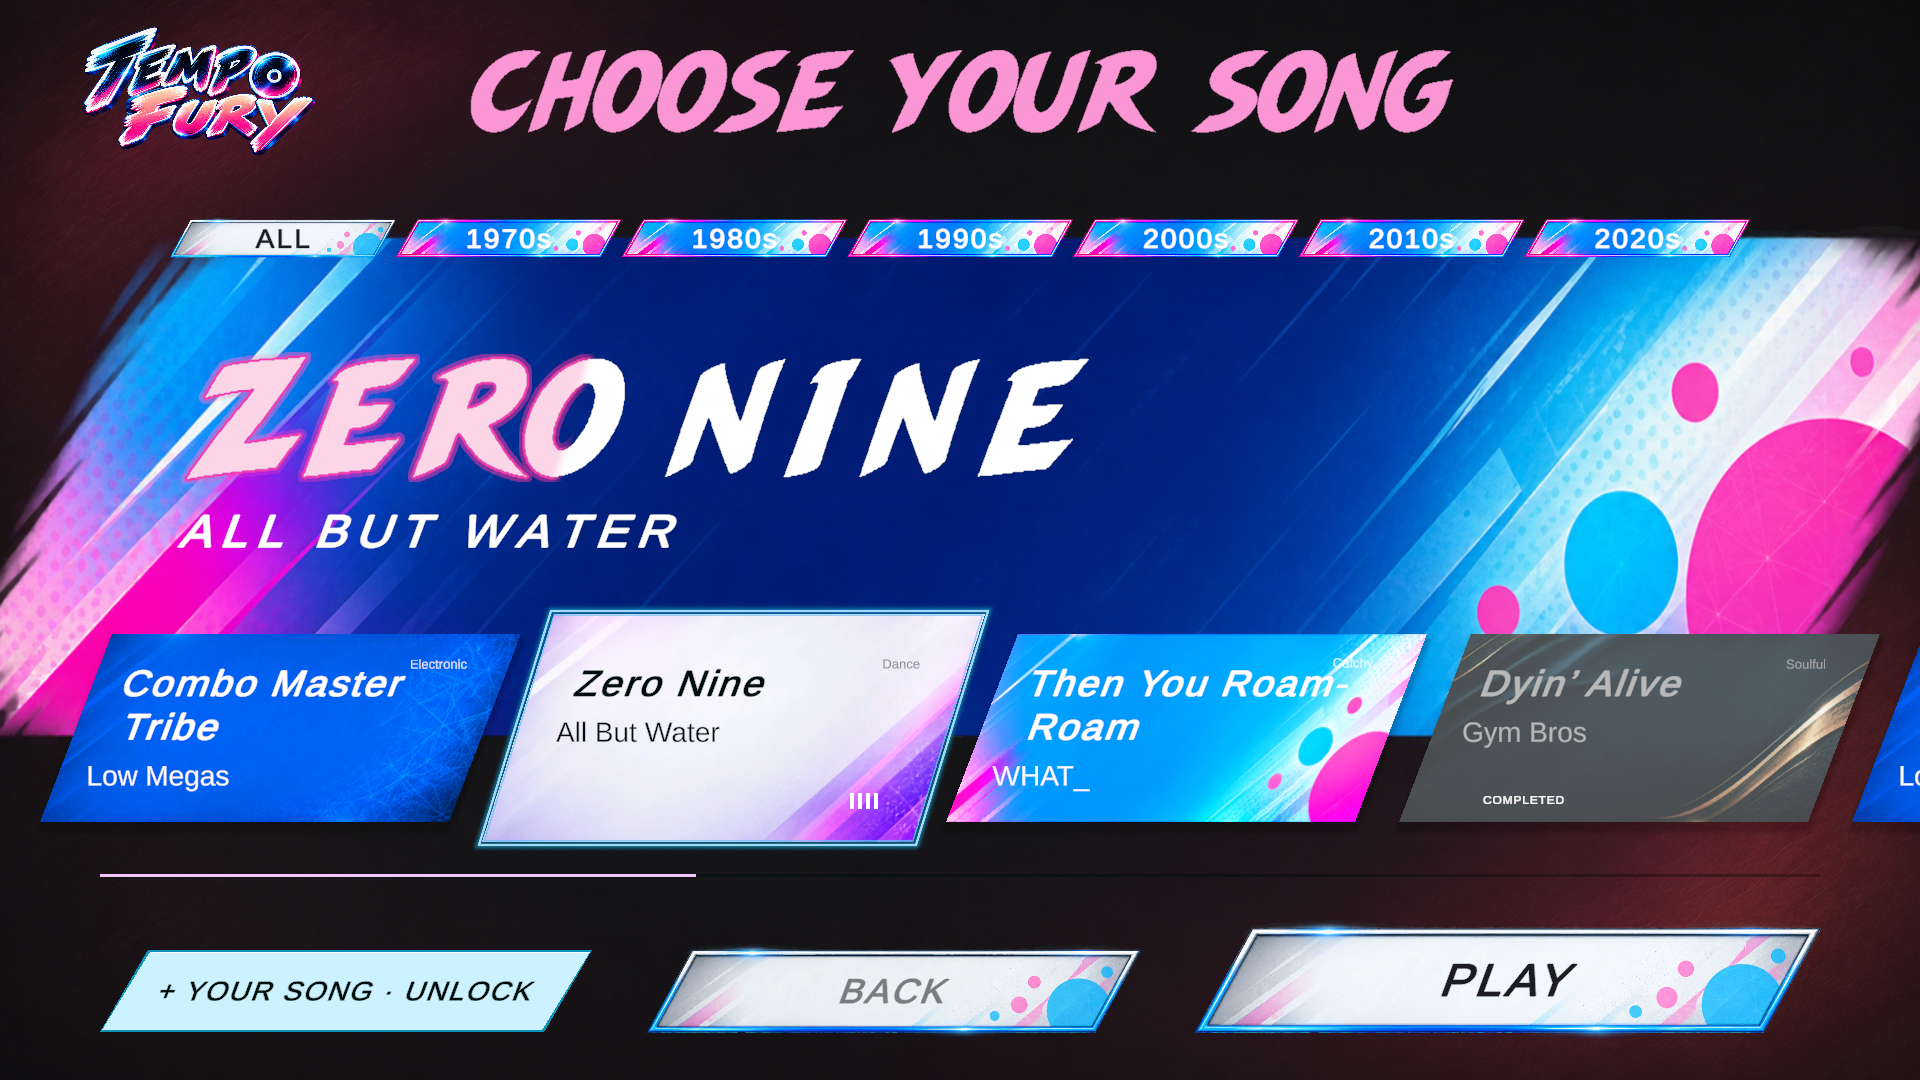 TEMPO
FURY
CHOOSE YOUR SONG
ALL
1970s
1980s
1990s
2000s
2010s
2020s
ZERO NINE
ALL BUT WATER
Electronic
Combo Master
Tribe
Low Megas
Dance
Zero Nine
All But Water
Catchy
Then You Roam-
Roam
WHAT_
Soulful
Dyin’ Alive
Gym Bros
COMPLETED
+ YOUR SONG · UNLOCK
BACK
PLAY